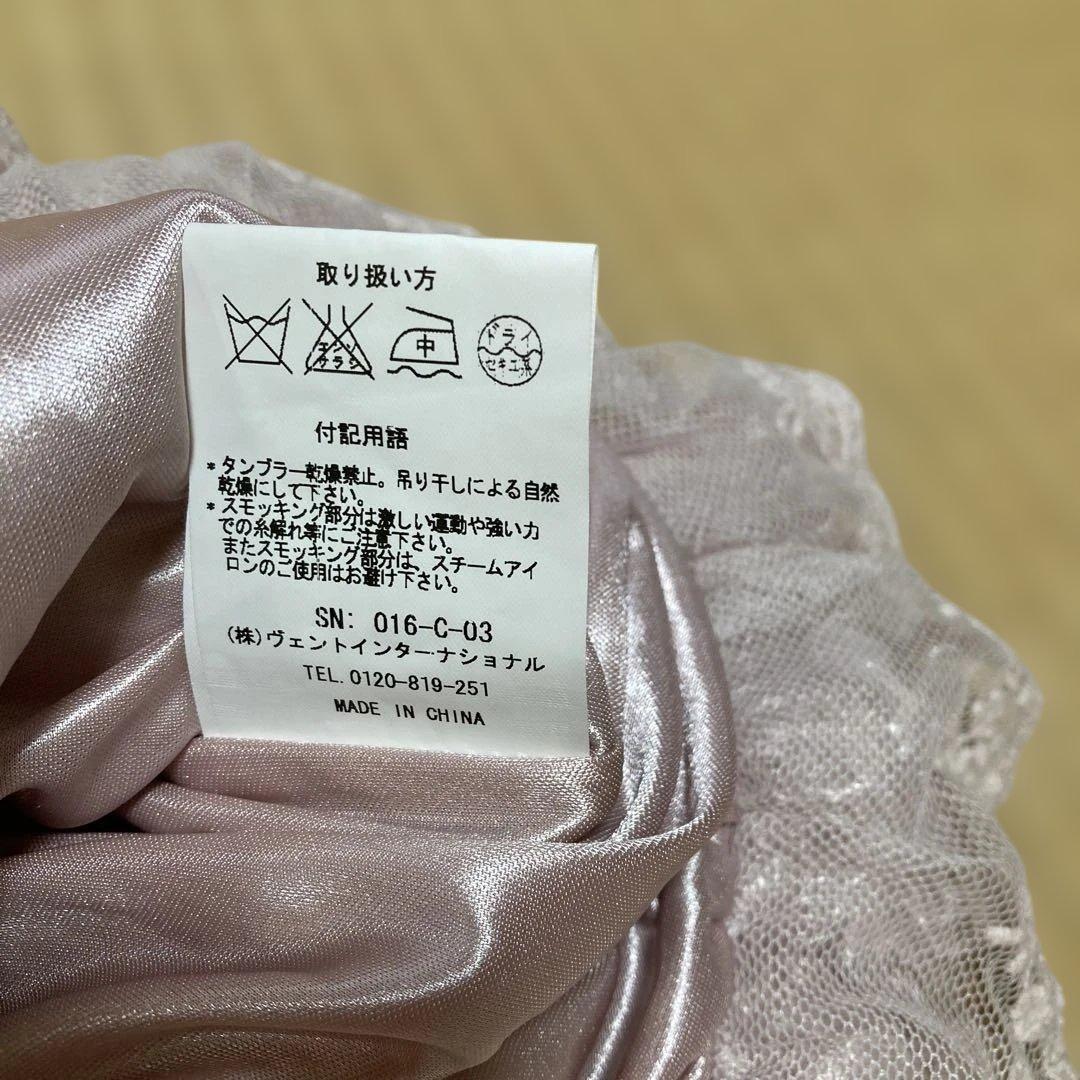 取り扱い方
エンソ
サラシ
中
ドライ
セキユ系
付記用語
* タンブラー乾燥禁止。吊り干しによる自然
乾燥にして下さい。
* スモッキング部分は激しい運動や強い力
での糸解れ等にご注意下さい。
またスモッキング部分は、スチームアイ
ロンのご使用はお避け下さい。
SN: 016-C-03
(株)ヴェントインターナショナル
TEL.0120-819-251
MADE IN CHINA